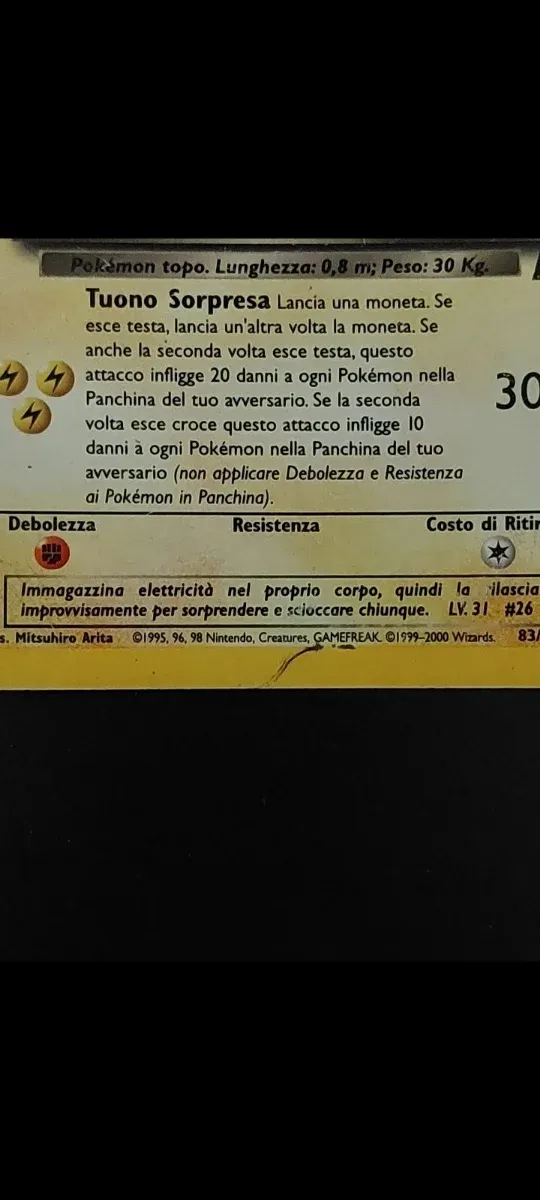 Pokémon topo. Lunghezza: 0,8 m; Peso: 30 Kg.
Tuono Sorpresa Lancia una moneta. Se
esce testa, lancia un'altra volta la moneta. Se
anche la seconda volta esce testa, questo
attacco infligge 20 danni a ogni Pokémon nella
Panchina del tuo avversario. Se la seconda
volta esce croce questo attacco infligge 10
danni a ogni Pokémon nella Panchina del tuo
avversario (non applicare Debolezza e Resistenza
ai Pokémon in Panchina).
30
Debolezza Resistenza Costo di Ritir
Immagazzina elettricità nel proprio corpo, quindi la rilascia
improvvisamente per sorprendere e scioccare chiunque. LV. 31 #26
s. Mitsuhiro Arita ©1995, 96, 98 Nintendo, Creatures, GAMEFREAK. ©1999–2000 Wizards. 83/